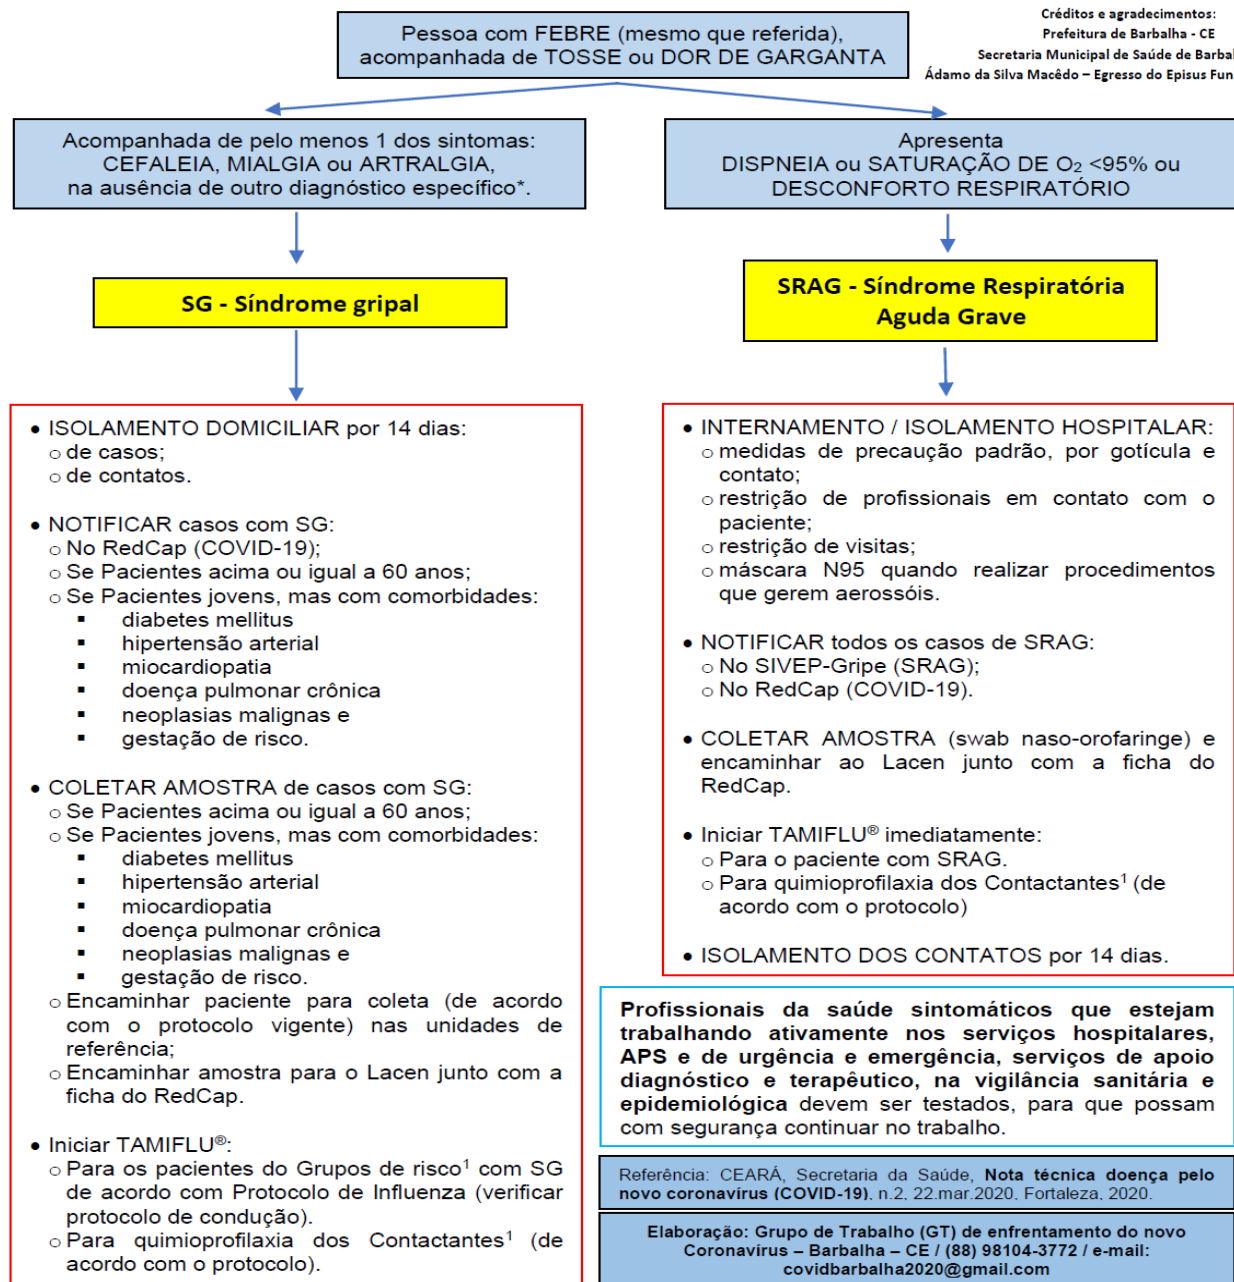 Créditos e agradecimentos:
Prefeitura de Barbalha - CE
Secretaria Municipal de Saúde de
Ádamo da Silva Macêdo – Egresso do Episus
Pessoa com FEBRE (mesmo que referida),
acompanhada de TOSSE ou DOR DE GARGANTA
Acompanhada de pelo menos 1 dos sintomas:
CEFALEIA, MIALGIA ou ARTRALGIA,
na ausência de outro diagnóstico específico*.
SG - Síndrome gripal
• ISOLAMENTO DOMICILIAR por 14 dias:
o de casos;
o de contatos.
• NOTIFICAR casos com SG:
o No RedCap (COVID-19);
o Se Pacientes acima ou igual a 60 anos;
o Se Pacientes jovens, mas com comorbidades:
▪ diabetes mellitus
▪ hipertensão arterial
▪ miocardiopatia
▪ doença pulmonar crônica
▪ neoplasias malignas e
▪ gestação de risco.
• COLETAR AMOSTRA de casos com SG:
o Se Pacientes acima ou igual a 60 anos;
o Se Pacientes jovens, mas com comorbidades:
▪ diabetes mellitus
▪ hipertensão arterial
▪ miocardiopatia
▪ doença pulmonar crônica
▪ neoplasias malignas e
▪ gestação de risco.
o Encaminhar paciente para coleta (de acordo
com o protocolo vigente) nas unidades de
referência;
o Encaminhar amostra para o Lacen junto com a
ficha do RedCap.
• Iniciar TAMIFLU®:
o Para os pacientes do Grupos de risco¹ com SG
de acordo com Protocolo de Influenza (verificar
protocolo de condução).
o Para quimioprofilaxia dos Contactantes¹ (de
acordo com o protocolo).
Apresenta
DISPNEIA ou SATURAÇÃO DE O₂ <95% ou
DESCONFORTO RESPIRATÓRIO
SRAG - Síndrome Respiratória
Aguda Grave
• INTERNAMENTO / ISOLAMENTO HOSPITALAR:
o medidas de precaução padrão, por gotícula e
contato;
o restrição de profissionais em contato com o
paciente;
o restrição de visitas;
o máscara N95 quando realizar procedimentos
que gerem aerossóis.
• NOTIFICAR todos os casos de SRAG:
o No SIVEP-Gripe (SRAG);
o No RedCap (COVID-19).
• COLETAR AMOSTRA (swab naso-orofaringe) e
encaminhar ao Lacen junto com a ficha do
RedCap.
• Iniciar TAMIFLU® imediatamente:
o Para o paciente com SRAG.
o Para quimioprofilaxia dos Contactantes¹ (de
acordo com o protocolo)
• ISOLAMENTO DOS CONTATOS por 14 dias.
Profissionais da saúde sintomáticos que estejam
trabalhando ativamente nos serviços hospitalares,
APS e de urgência e emergência, serviços de apoio
diagnóstico e terapêutico, na vigilância sanitária e
epidemiológica devem ser testados, para que possam
com segurança continuar no trabalho.
Referência: CEARÁ, Secretaria da Saúde, Nota técnica doença pelo
novo coronavírus (COVID-19), n.2, 22.mar.2020. Fortaleza, 2020.
Elaboração: Grupo de Trabalho (GT) de enfrentamento do novo
Coronavírus – Barbalha – CE / (88) 98104-3772 / e-mail:
covidbarbalha2020@gmail.com